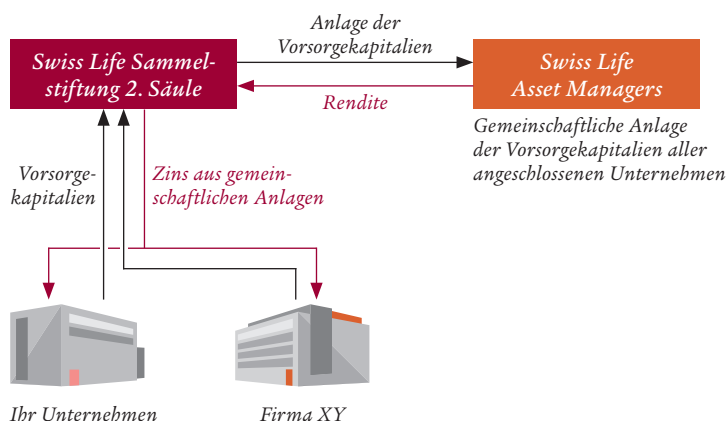 Anlage der
Vorsorgekapitalien
Swiss Life Sammel-
stiftung 2. Säule
Swiss Life
Asset Managers
Rendite
Gemeinschaftliche Anlage
der Vorsorgekapitalien aller
angeschlossenen Unternehmen
Vorsorge-
kapitalien
Zins aus gemein-
schaftlichen Anlagen
Ihr Unternehmen
Firma XY